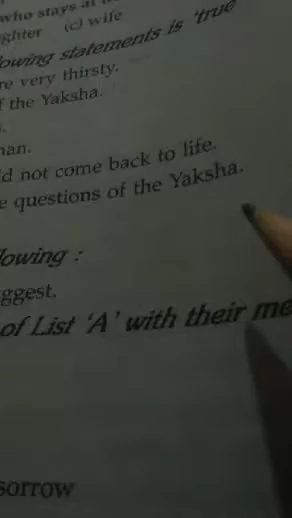 who stays at
ghter (c) wife
owing statements is 'true
re very thirsty.
f the Yaksha.
nan.
d not come back to life.
e questions of the Yaksha.
lowing :
ggest.
of List 'A' with their me
sorrow